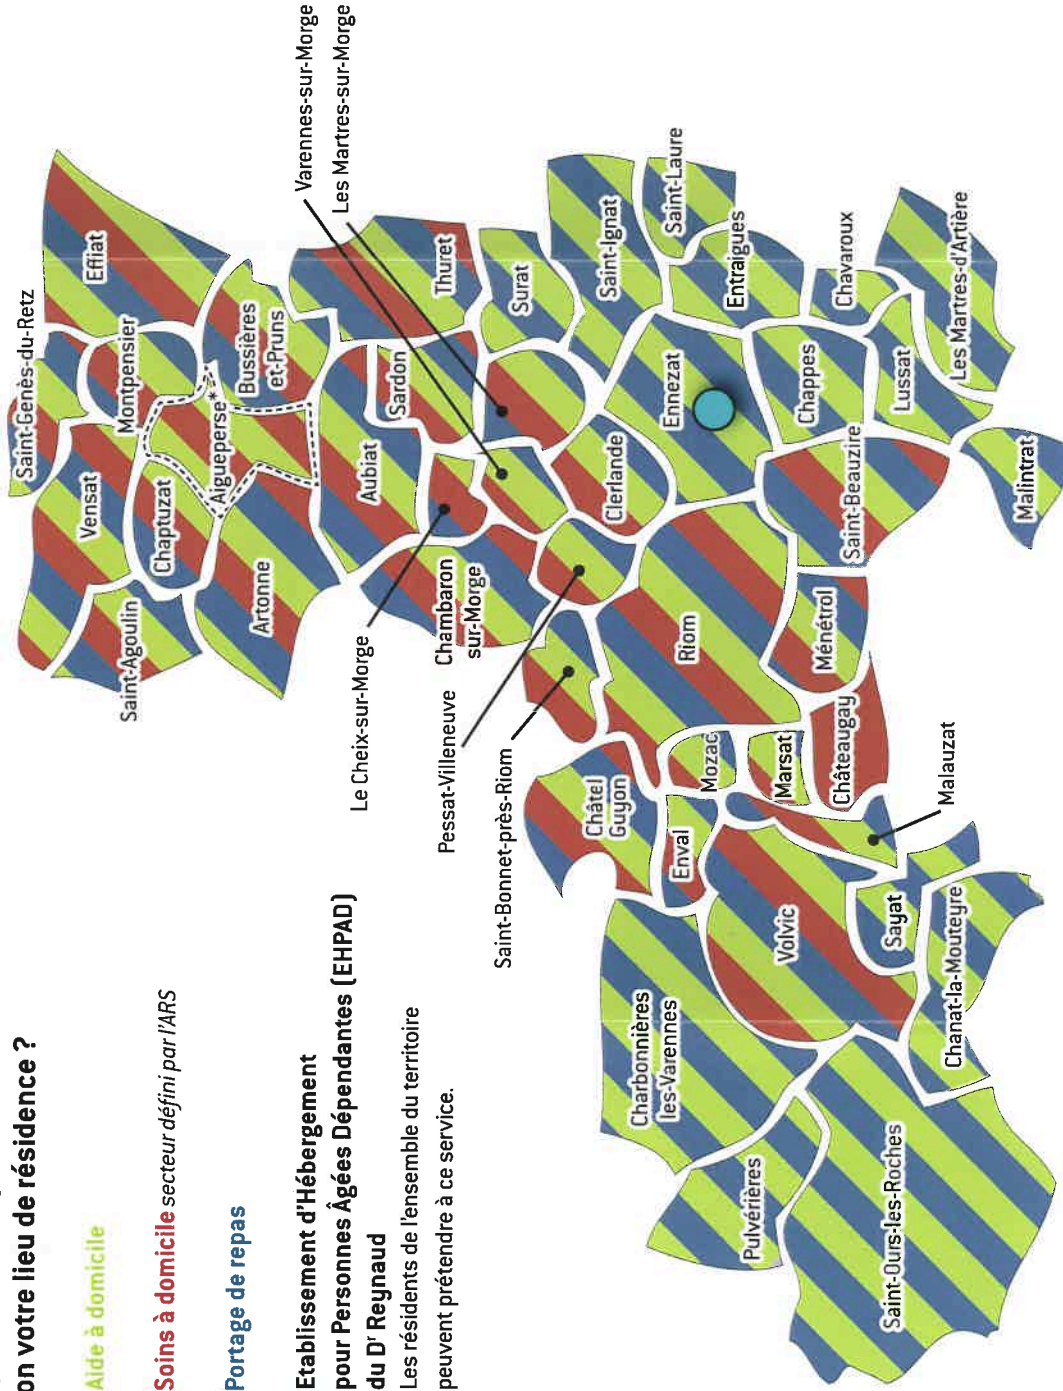 on votre lieu de résidence ?
Aide à domicile
Soins à domicile secteur défini par l'ARS
Portage de repas
Etablissement d'Hébergement
pour Personnes Âgées Dépendantes (EHPAD)
du Dr Reynaud
Les résidents de l'ensemble du territoire
peuvent prétendre à ce service.
Saint-Genès-du-Retz
Effiat
Vensat
Montpensier
Saint-Agoulin
Chaptuzat
Aigueperse*
Bussières
et-Pruns
Artonne
Aubiat
Sardon
Thuret
Varennes-sur-Morge
Les Martres-sur-Morge
Le Cheix-sur-Morge
Chambaron
sur-Morge
Pessat-Villeneuve
Saint-Bonnet-près-Riom
Surat
Saint-Ignat
Saint-Laure
Entraigues
Clerlande
Ennezat
Châtel
Guyon
Enval
Mozac
Riom
Marsat
Ménétrol
Châteaugay
Malauzat
Saint-Beauzire
Chappes
Chavaroux
Lussat
Les Martres-d'Artière
Malintrat
Charbonnières
les-Varennes
Volvic
Sayat
Chanat-la-Mouteyre
Pulvérières
Saint-Ours-les-Roches